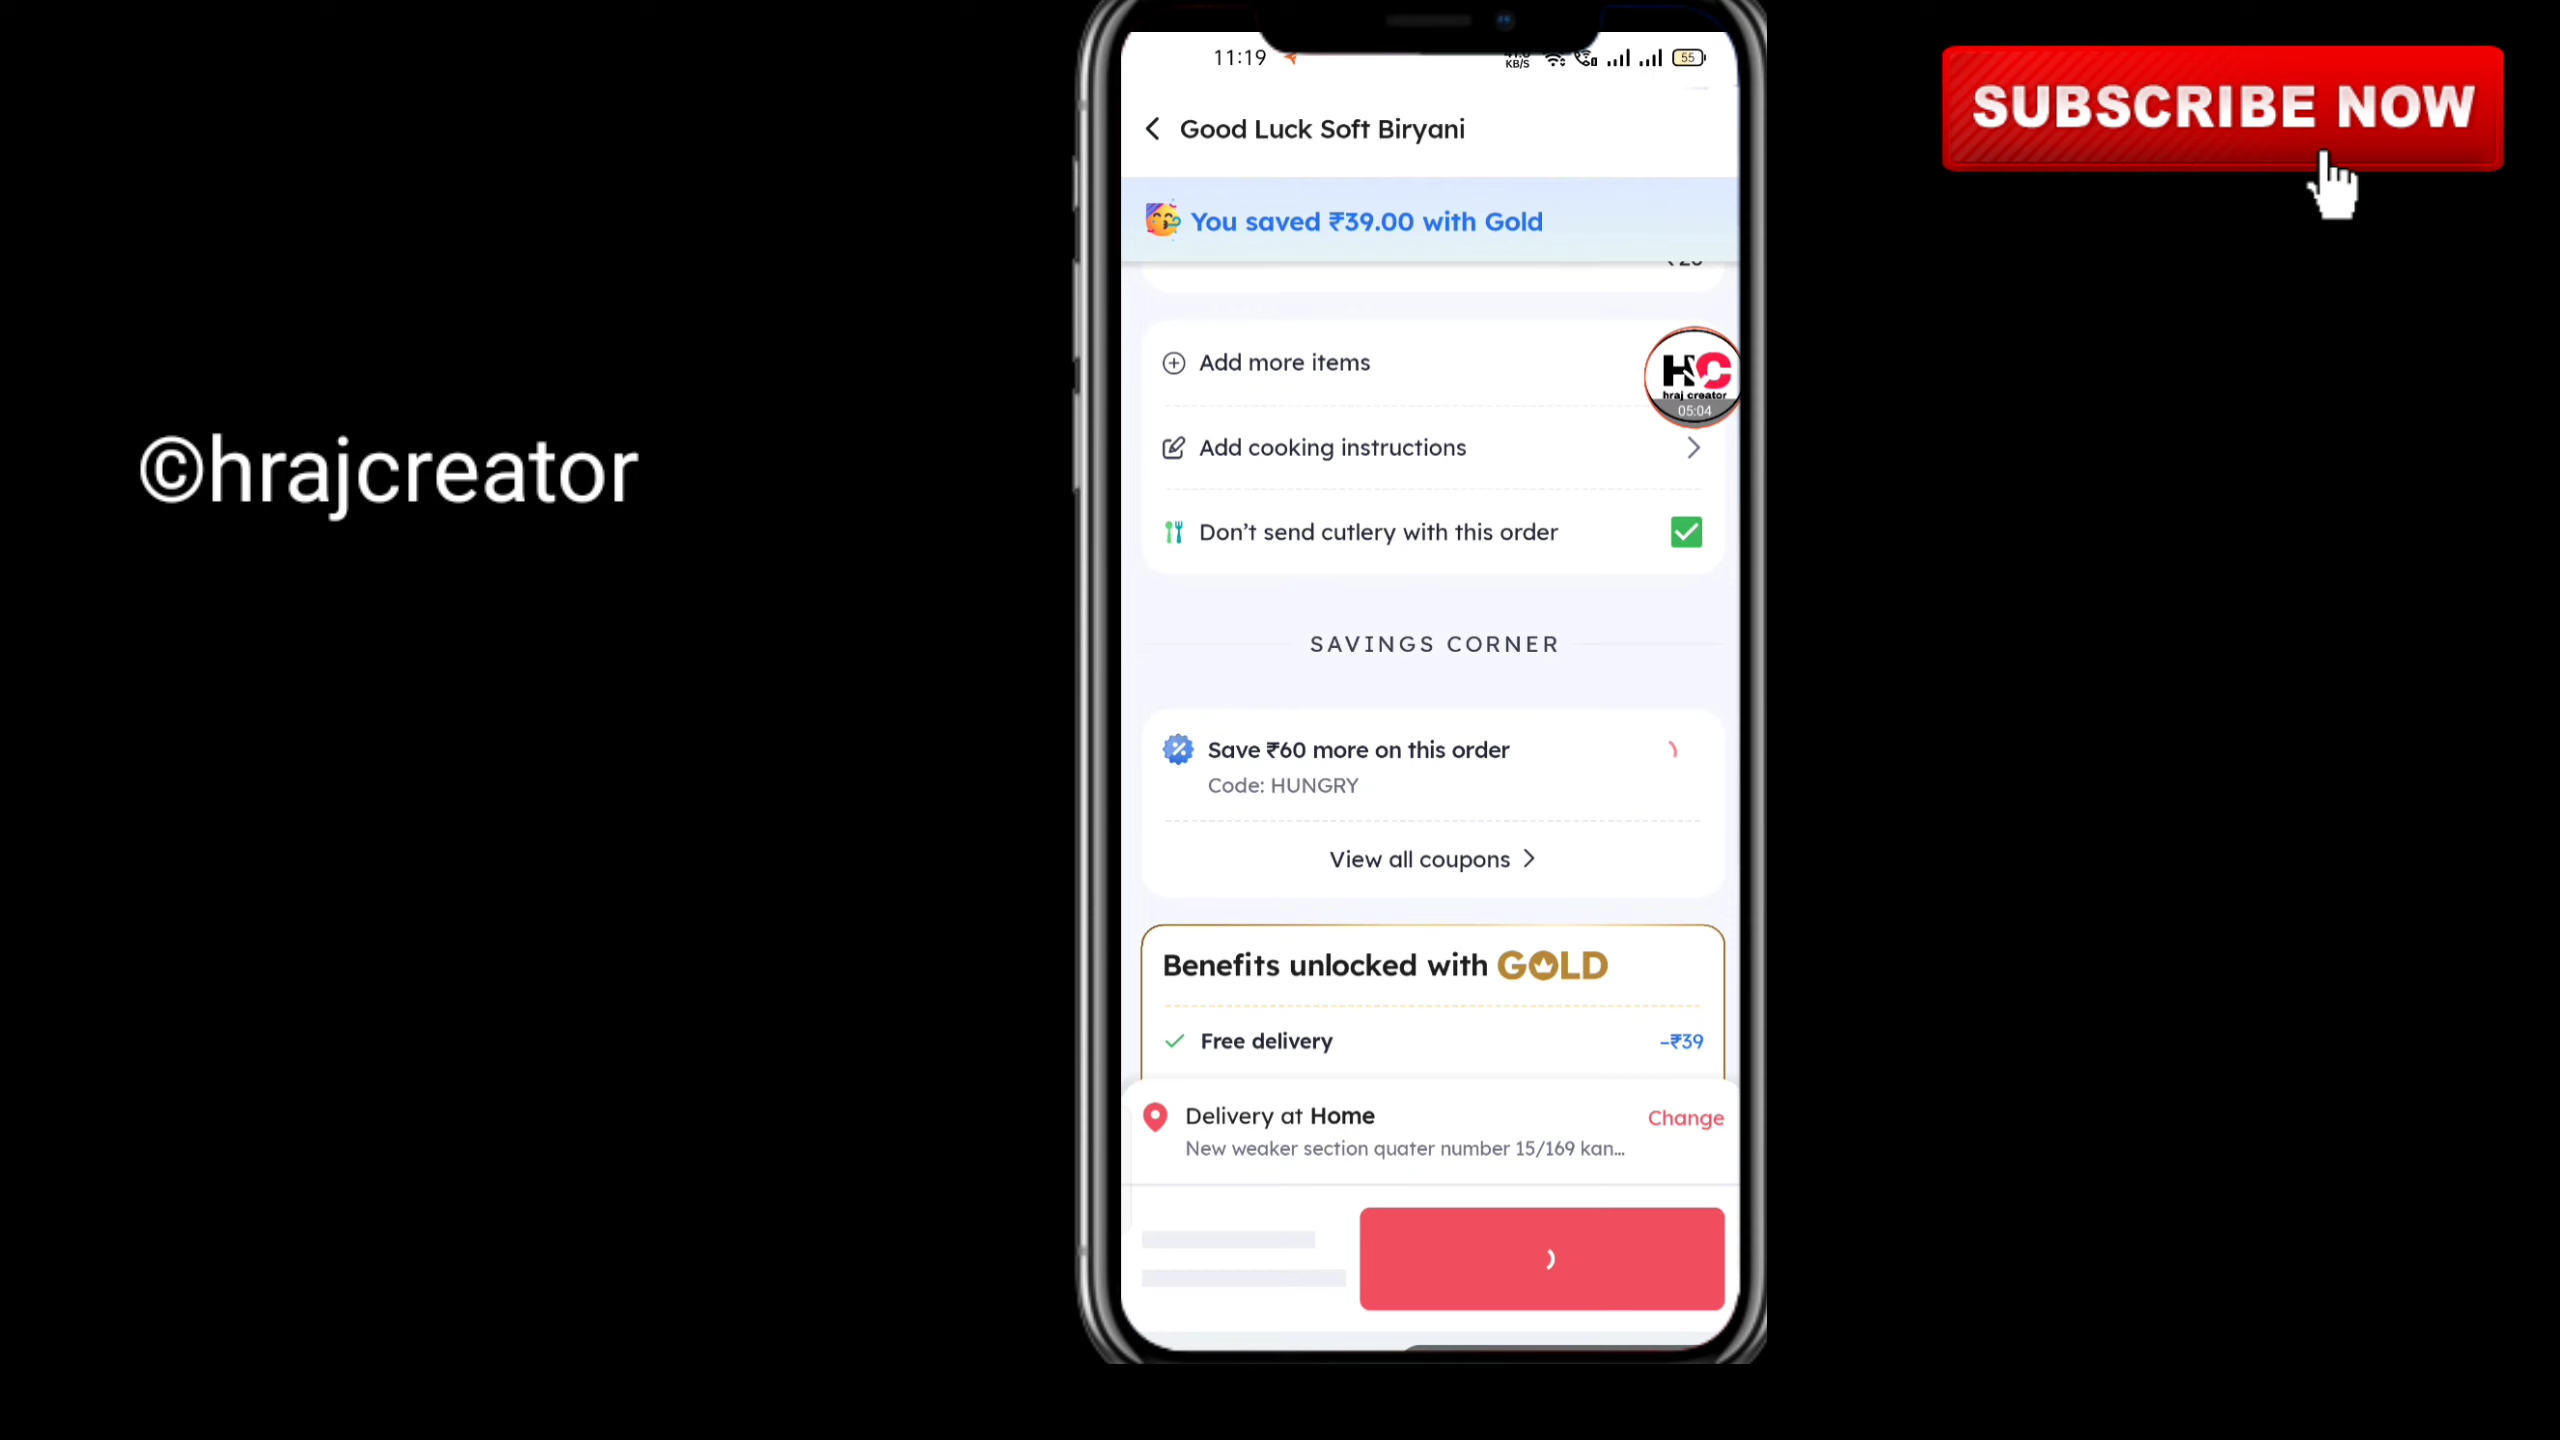 SUBSCRIBE NOW
©hrajcreator
11:19
KB/S
55
Good Luck Soft Biryani
You saved ₹39.00 with Gold
Add more items
HC
hraj creator
05:04
Add cooking instructions
Don’t send cutlery with this order
SAVINGS CORNER
Save ₹60 more on this order
Code: HUNGRY
View all coupons
Benefits unlocked with GOLD
Free delivery
-₹39
Delivery at Home
Change
New weaker section quater number 15/169 kan...